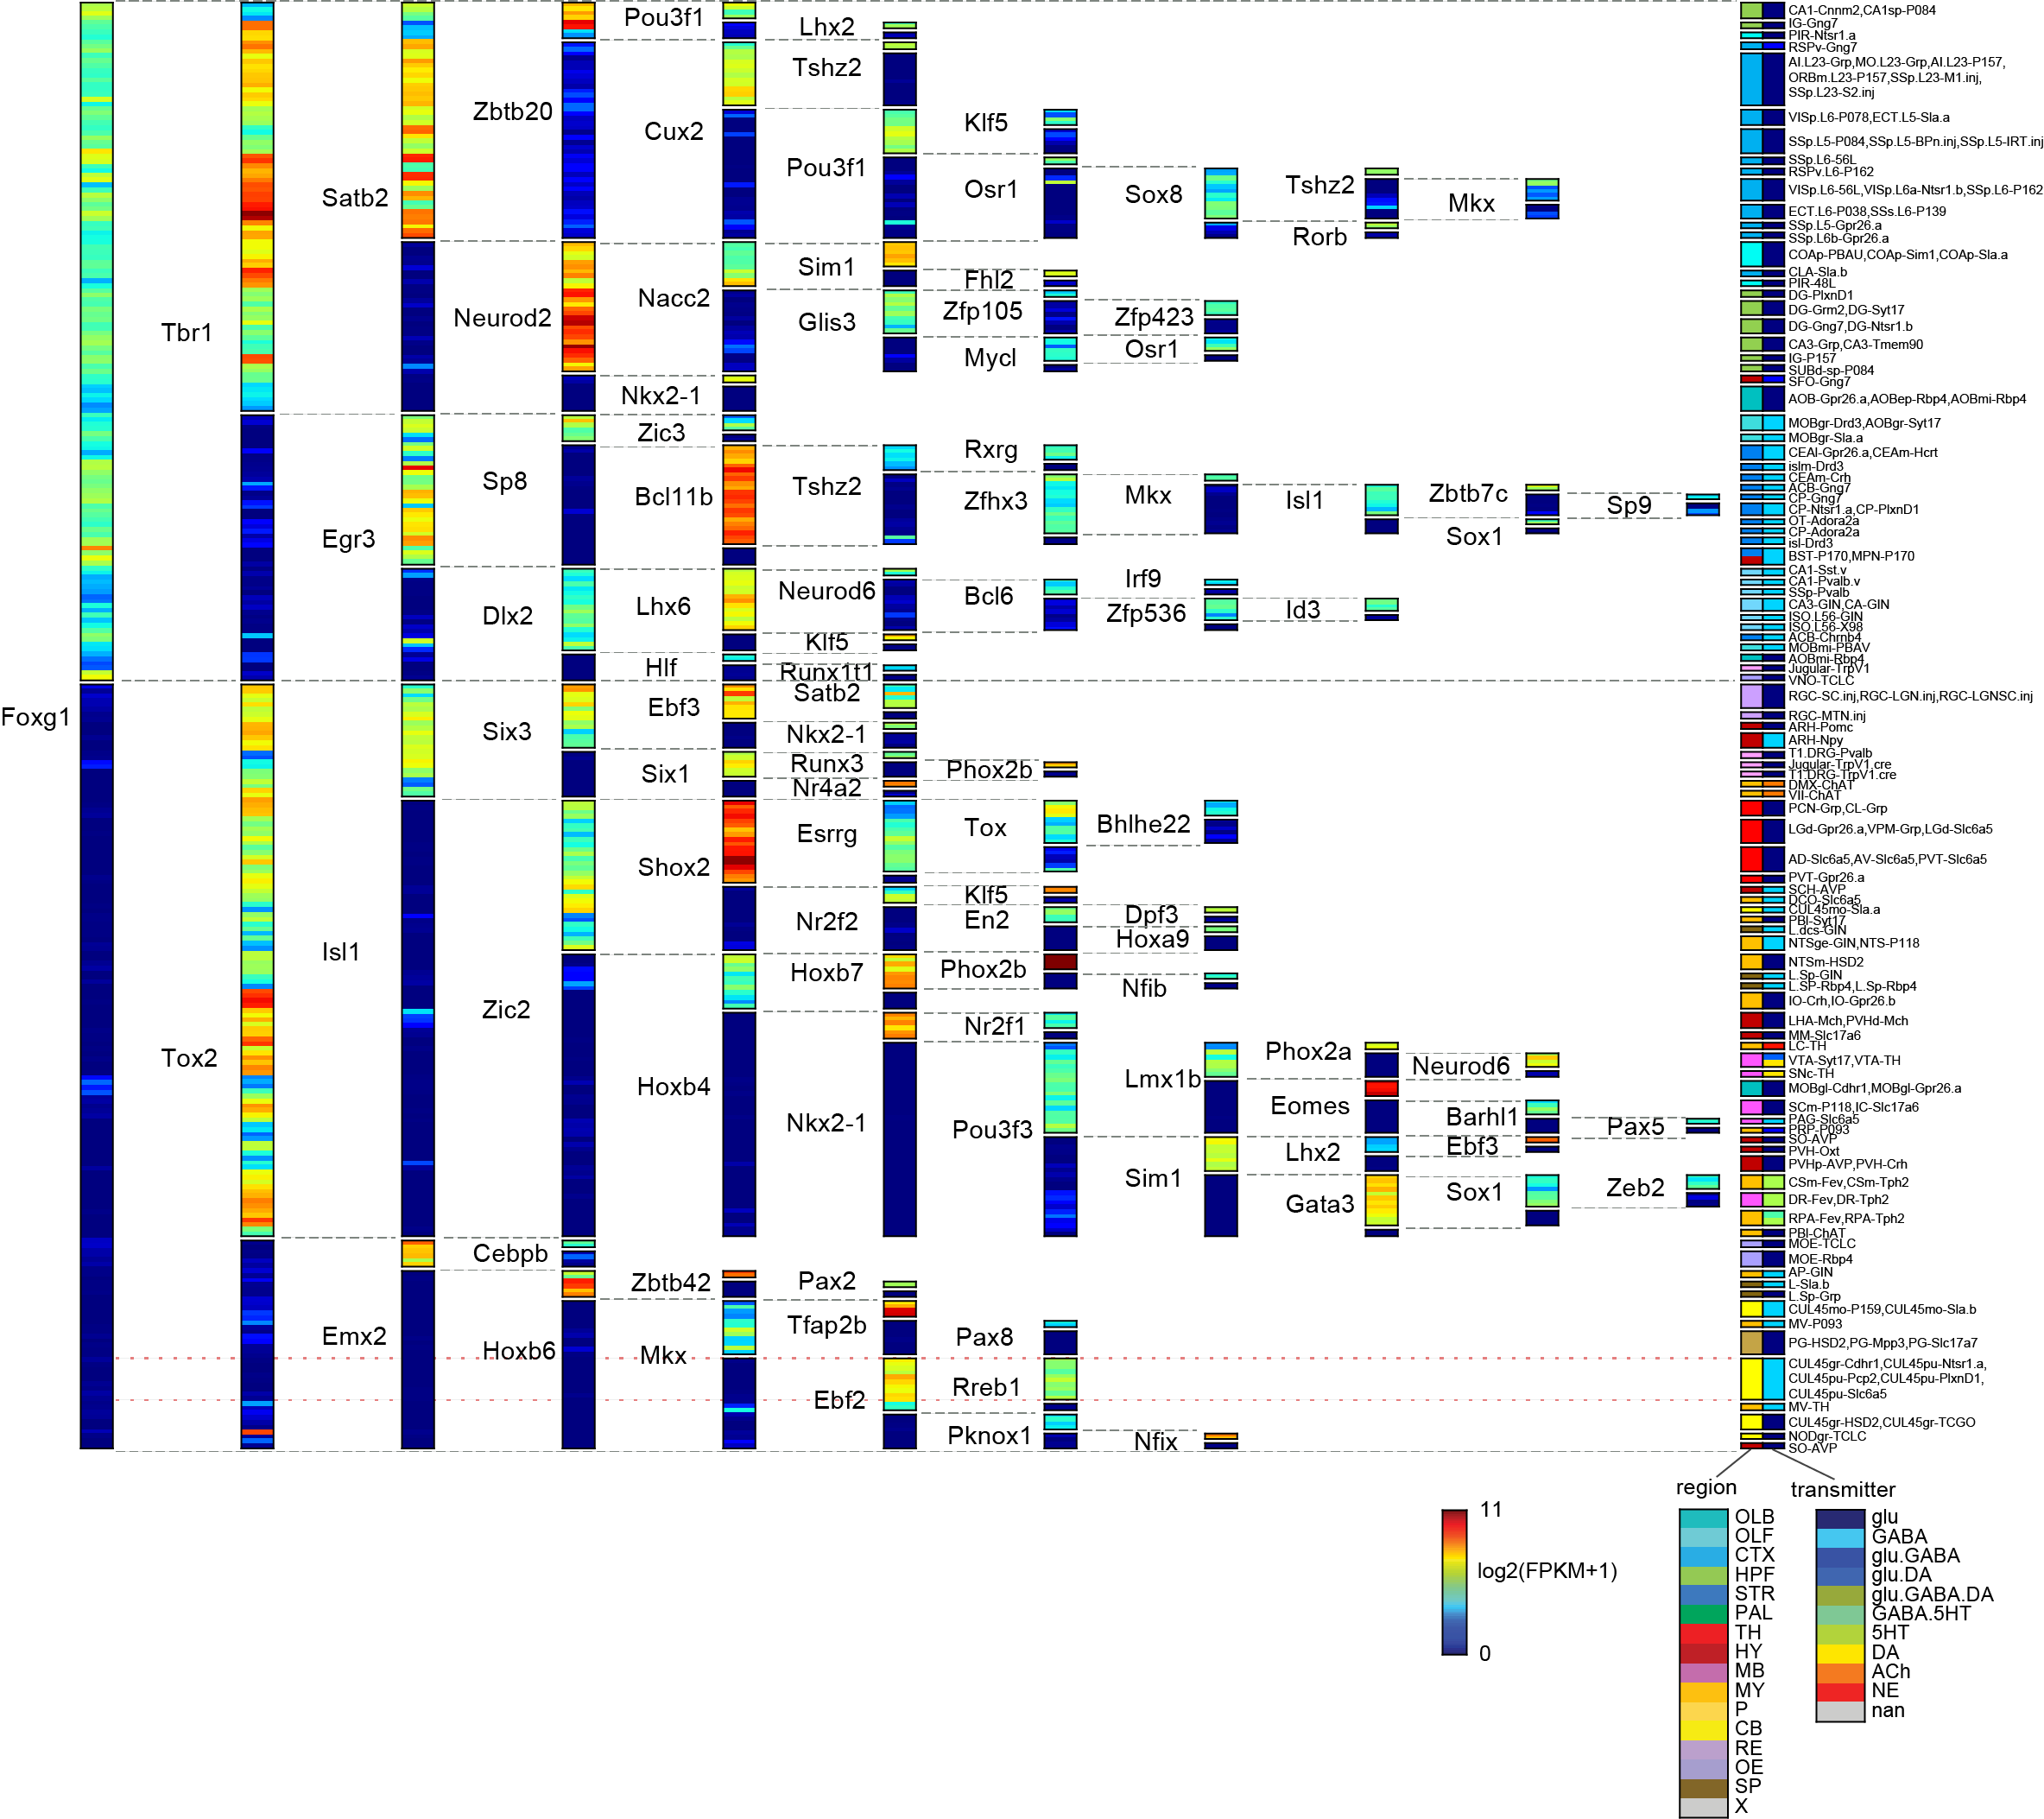 Foxg1
Tbr1
Tox2
Satb2
Egr3
Isl1
Emx2
Zbtb20
Neurod2
Sp8
Dlx2
Six3
Zic2
Cebpb
Hoxb6
Pou3f1
Cux2
Nacc2
Nkx2-1
Zic3
Bcl11b
Lhx6
Hlf
Ebf3
Six1
Shox2
Nr2f2
Hoxb4
Zbtb42
Mkx
Lhx2
Tshz2
Pou3f1
Sim1
Glis3
Tshz2
Neurod6
Klf5
Runx1t1
Satb2
Nkx2-1
Runx3
Nr4a2
Esrrg
Hoxb7
Nkx2-1
Pax2
Tfap2b
Ebf2
Klf5
Osr1
Fhl2
Zfp105
Mycl
Rxrg
Zfhx3
Bcl6
Phox2b
Tox
Klf5
En2
Phox2b
Nr2f1
Pou3f3
Pax8
Rreb1
Pknox1
Sox8
Zfp423
Osr1
Mkx
Irf9
Zfp536
Bhlhe22
Dpf3
Hoxa9
Nfib
Lmx1b
Sim1
Nfix
Tshz2
Rorb
Isl1
Id3
Phox2a
Eomes
Lhx2
Gata3
Mkx
Zbtb7c
Sox1
Neurod6
Barhl1
Ebf3
Sox1
Sp9
Pax5
Zeb2
CA1-Cnnm2,CA1sp-P084
IG-Gng7
PIR-Ntsr1.a
RSPv-Gng7
AI.L23-Grp,MO.L23-Grp,AI.L23-P157,
ORBm.L23-P157,SSp.L23-M1.inj,
SSp.L23-S2.inj
VISp.L6-P078,ECT.L5-Sla.a
SSp.L5-P084,SSp.L5-BPn.inj,SSp.L5-IRT.inj
SSp.L6-56L
RSPv.L6-P162
VISp.L6-56L,VISp.L6a-Ntsr1.b,SSp.L6-P162
ECT.L6-P038,SSs.L6-P139
SSp.L5-Gpr26.a
SSp.L6b-Gpr26.a
COAp-PBAU,COAp-Sim1,COAp-Sla.a
CLA-Sla.b
PIR-48L
DG-PlxnD1
DG-Grm2,DG-Syt17
DG-Gng7,DG-Ntsr1.b
CA3-Grp,CA3-Tmem90
IG-P157
SUBd-sp-P084
SFO-Gng7
AOB-Gpr26.a,AOBep-Rbp4,AOBmi-Rbp4
MOBgr-Drd3,AOBgr-Syt17
MOBgr-Sla.a
CEAl-Gpr26.a,CEAm-Hcrt
islm-Drd3
CEAm-Crh
ACB-Gng7
CP-Gng7
CP-Ntsr1.a,CP-PlxnD1
OT-Adora2a
CP-Adora2a
isl-Drd3
BST-P170,MPN-P170
CA1-Sst.v
CA1-Pvalb.v
SSp-Pvalb
CA3-GIN,CA-GIN
ISO.L56-GIN
ISO.L56-X98
ACB-Chrnb4
MOBmi-PBAV
AOBmi-Rbp4
Jugular-TrpV1
VNO-TCLC
RGC-SC.inj,RGC-LGN.inj,RGC-LGNSC.inj
RGC-MTN.inj
ARH-Pomc
ARH-Npy
T1.DRG-Pvalb
Jugular-TrpV1.cre
T1.DRG-TrpV1.cre
DMX-ChAT
VII-ChAT
PCN-Grp,CL-Grp
LGd-Gpr26.a,VPM-Grp,LGd-Slc6a5
AD-Slc6a5,AV-Slc6a5,PVT-Slc6a5
PVT-Gpr26.a
SCH-AVP
DCO-Slc6a5
CUL45mo-Sla.a
PBl-Syt17
L.dcs-GIN
NTSge-GIN,NTS-P118
NTSm-HSD2
L.Sp-GIN
L.SP-Rbp4,L.Sp-Rbp4
IO-Crh,IO-Gpr26.b
LHA-Mch,PVHd-Mch
MM-Slc17a6
LC-TH
VTA-Syt17,VTA-TH
SNc-TH
MOBgl-Cdhr1,MOBgl-Gpr26.a
SCm-P118,IC-Slc17a6
PAG-Slc6a5
PRP-P093
SO-AVP
PVH-Oxt
PVHp-AVP,PVH-Crh
CSm-Fev,CSm-Tph2
DR-Fev,DR-Tph2
RPA-Fev,RPA-Tph2
PBl-ChAT
MOE-TCLC
MOE-Rbp4
AP-GIN
L-Sla.b
L.Sp-Grp
CUL45mo-P159,CUL45mo-Sla.b
MV-P093
PG-HSD2,PG-Mpp3,PG-Slc17a7
CUL45gr-Cdhr1,CUL45pu-Ntsr1.a,
CUL45pu-Pcp2,CUL45pu-PlxnD1,
CUL45pu-Slc6a5
MV-TH
CUL45gr-HSD2,CUL45gr-TCGO
NODgr-TCLC
SO-AVP
11
log2(FPKM+1)
0
region
OLB
OLF
CTX
HPF
STR
PAL
TH
HY
MB
MY
P
CB
RE
OE
SP
X
transmitter
glu
GABA
glu.GABA
glu.DA
glu.GABA.DA
GABA.5HT
5HT
DA
ACh
NE
nan